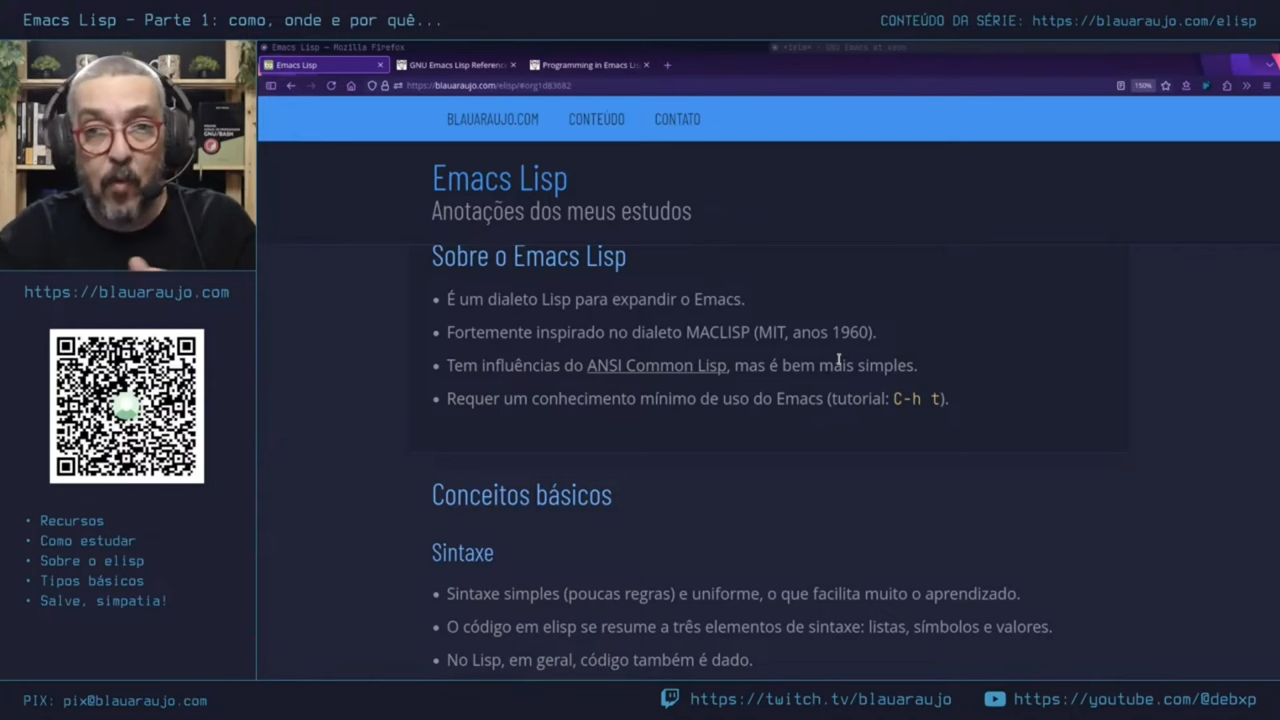 Emacs Lisp - Parte 1: como, onde e por quê...
CONTEÚDO DA SÉRIE: https://blauaraujo.com/elisp
Emacs Lisp — Mozilla Firefox
Emacs Lisp
GNU Emacs Lisp Referenc
Programming in Emacs Lis
https://blauaraujo.com/elisp/#org1d83682
150%
BLAUARAUJO.COM
CONTEÚDO
CONTATO
Emacs Lisp
Anotações dos meus estudos
Sobre o Emacs Lisp
• É um dialeto Lisp para expandir o Emacs.
• Fortemente inspirado no dialeto MACLISP (MIT, anos 1960).
• Tem influências do ANSI Common Lisp, mas é bem mais simples.
• Requer um conhecimento mínimo de uso do Emacs (tutorial: C-h t).
Conceitos básicos
Sintaxe
• Sintaxe simples (poucas regras) e uniforme, o que facilita muito o aprendizado.
• O código em elisp se resume a três elementos de sintaxe: listas, símbolos e valores.
• No Lisp, em geral, código também é dado.
GNU/BASH
https://blauaraujo.com
• Recursos
• Como estudar
• Sobre o elisp
• Tipos básicos
• Salve, simpatia!
PIX: pix@blauaraujo.com
https://twitch.tv/blauaraujo
https://youtube.com/@debxp